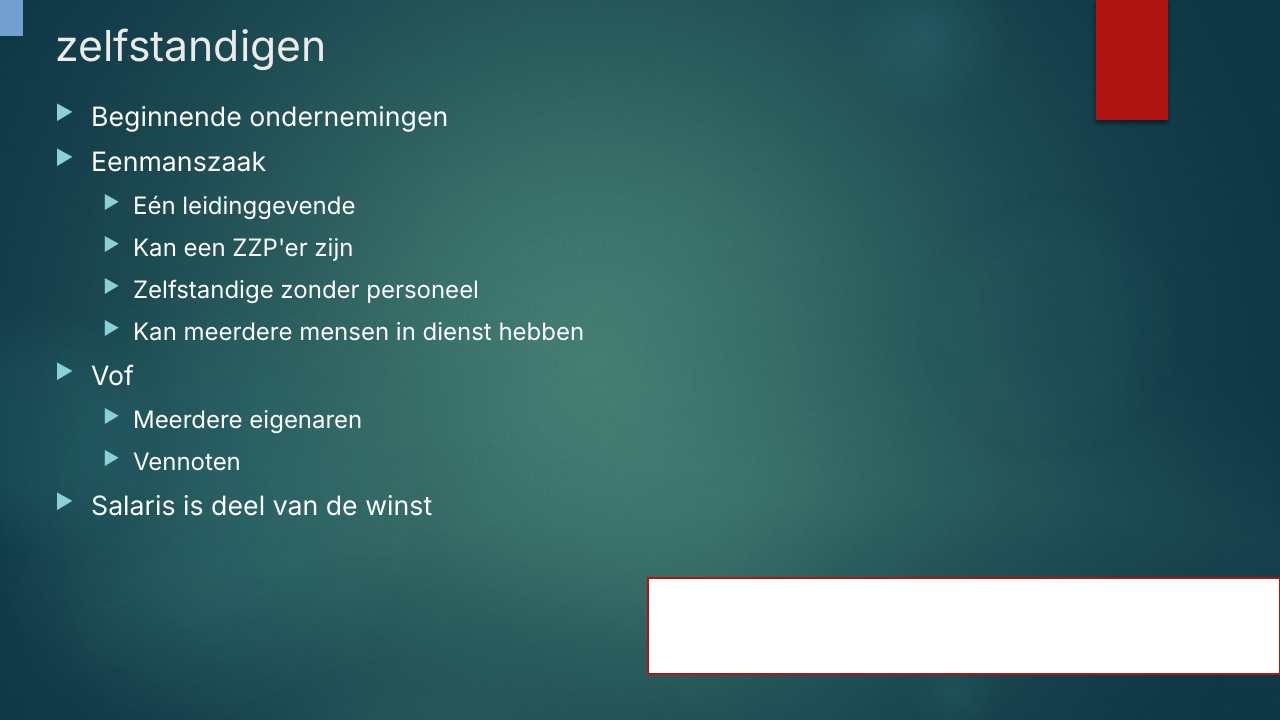 zelfstandigen
Beginnende ondernemingen
Eenmanszaak
Eén leidinggevende
Kan een ZZP'er zijn
Zelfstandige zonder personeel
Kan meerdere mensen in dienst hebben
Vof
Meerdere eigenaren
Vennoten
Salaris is deel van de winst